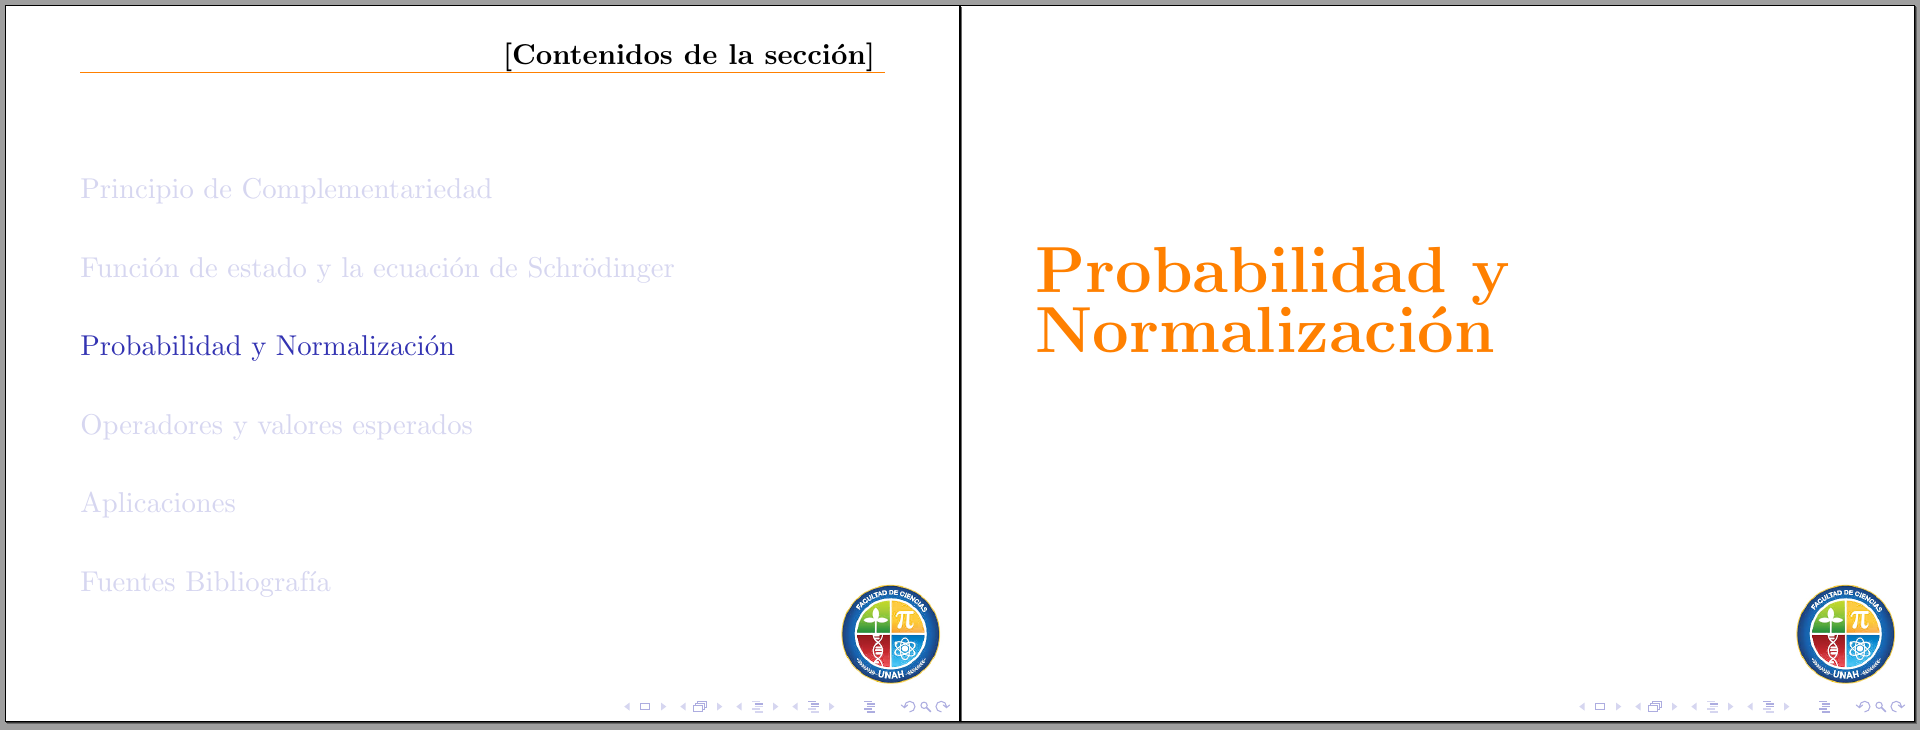 [Contenidos de la sección]
Principio de Complementariedad
Función de estado y la ecuación de Schrödinger
Probabilidad y Normalización
Operadores y valores esperados
Aplicaciones
Fuentes Bibliografía
FACULTAD DE CIENCIAS
π
UNAH
Probabilidad y
Normalización
FACULTAD DE CIENCIAS
π
UNAH